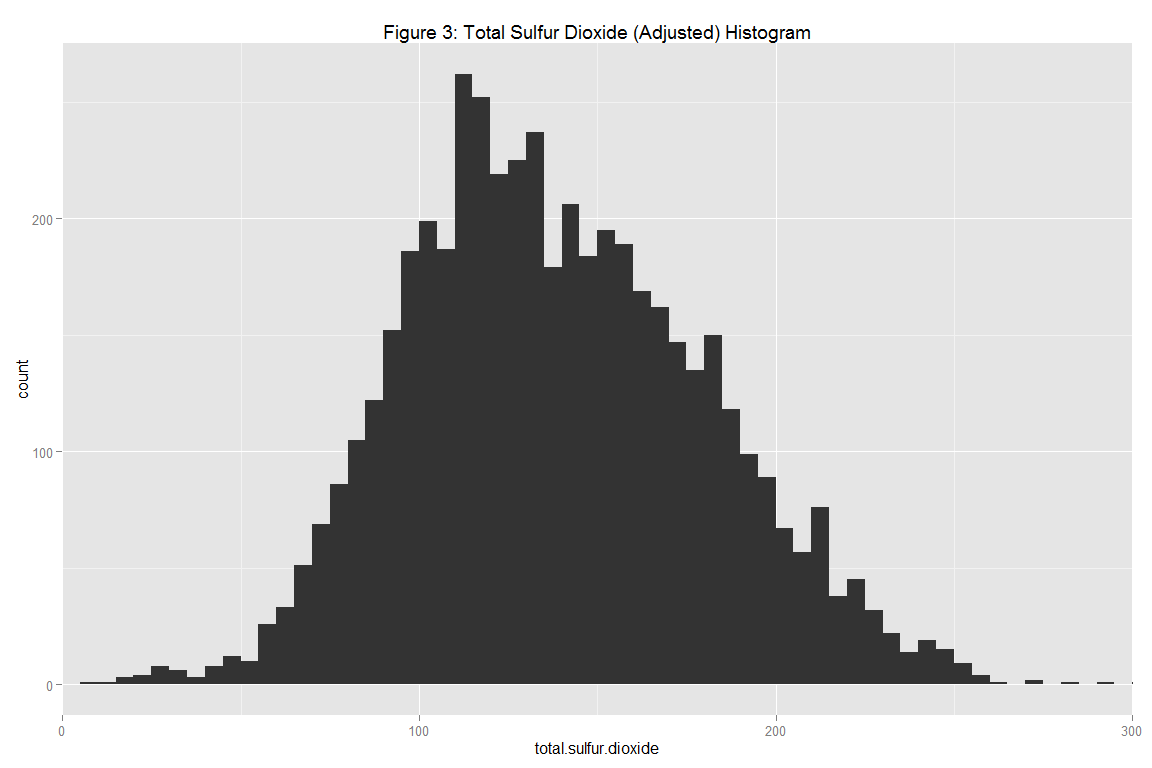 Figure 3: Total Sulfur Dioxide (Adjusted) Histogram
count
200
100
0
0 100 200 300
total.sulfur.dioxide